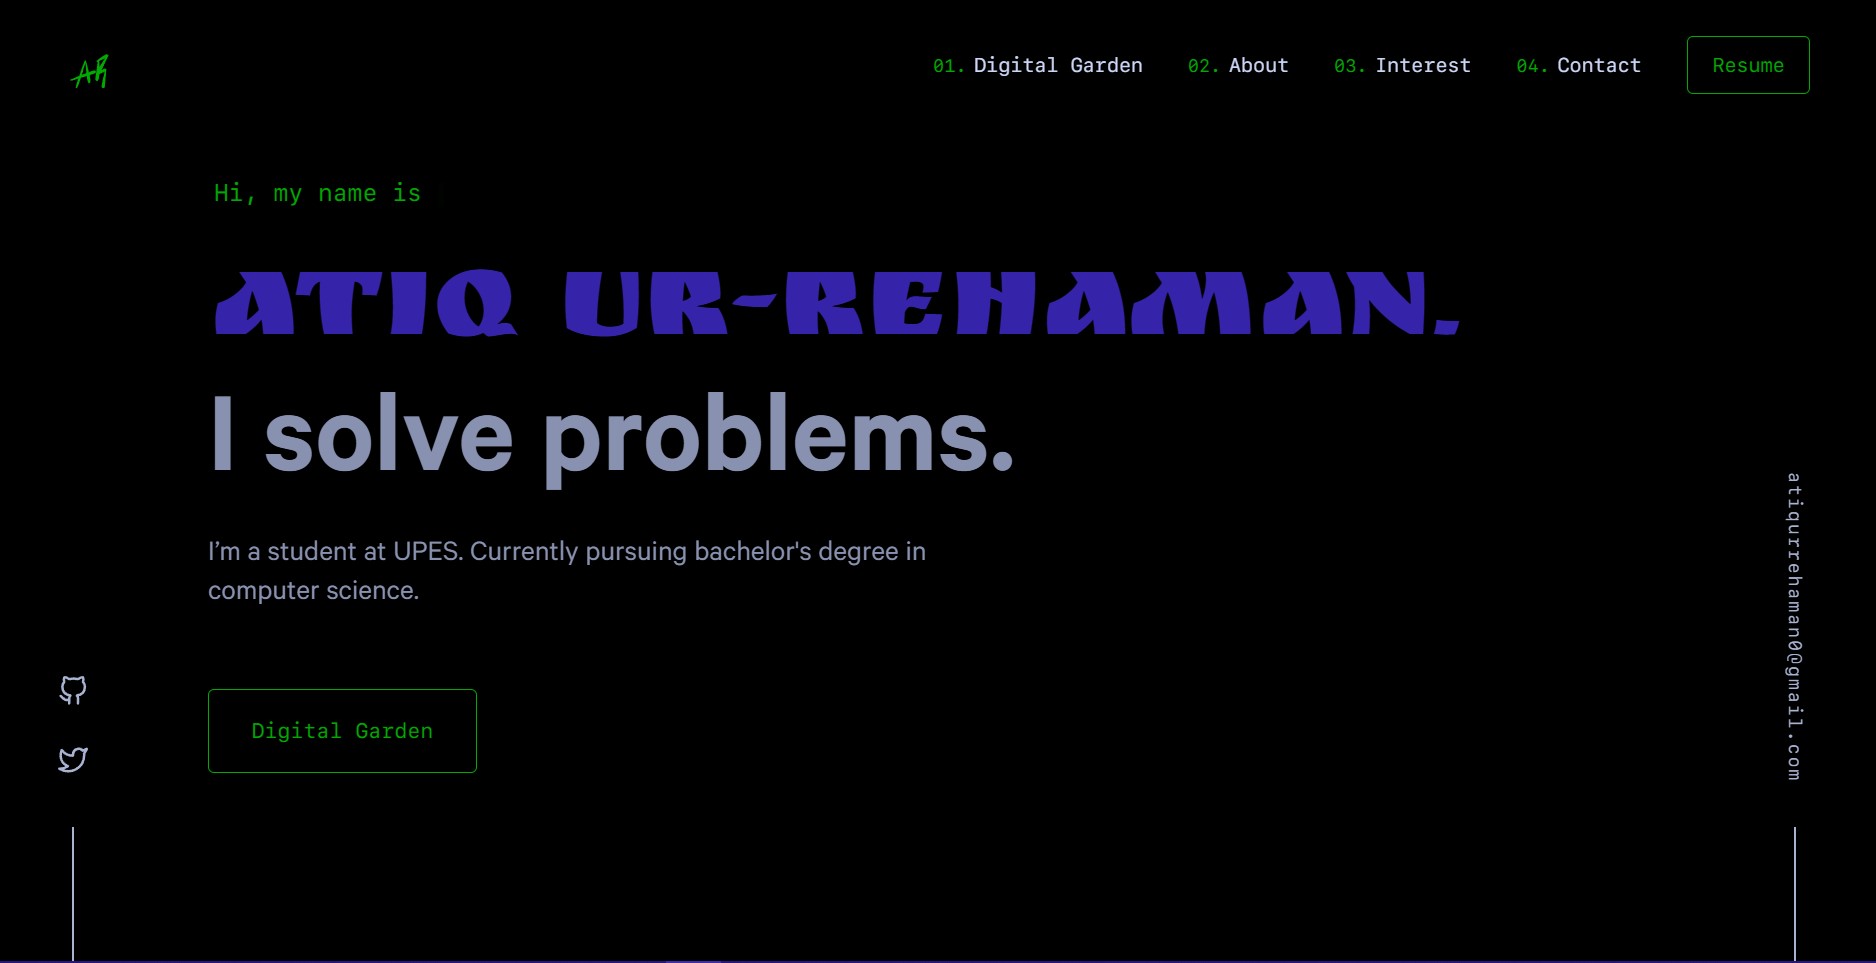 AR
01. Digital Garden
02. About
03. Interest
04. Contact
Resume
Hi, my name is
ATIQ UR-REHAMAN.
I solve problems.
I’m a student at UPES. Currently pursuing bachelor's degree in
computer science.
Digital Garden
atiqurrehaman0@gmail.com